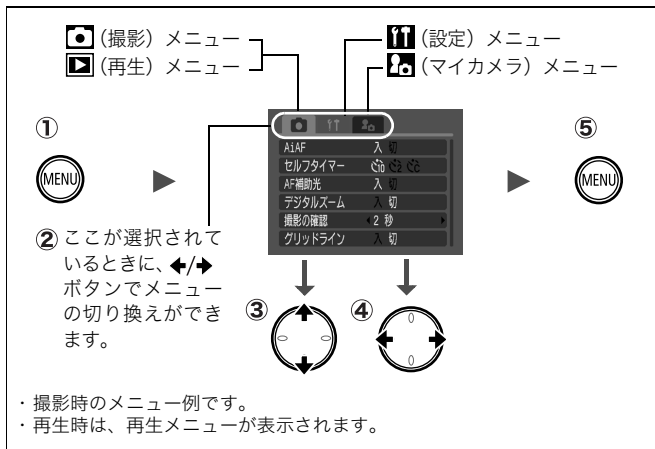 （撮影）メニュー
（再生）メニュー
（設定）メニュー
（マイカメラ）メニュー
①
MENU
② ここが選択されて
いるときに、←/→
ボタンでメニュー
の切り換えができ
ます。
AiAF 入 切
セルフタイマー
AF補助光 入 切
デジタルズーム 入 切
撮影の確認 2 秒
グリッドライン 入 切
③
④
⑤
MENU
・撮影時のメニュー例です。
・再生時は、再生メニューが表示されます。